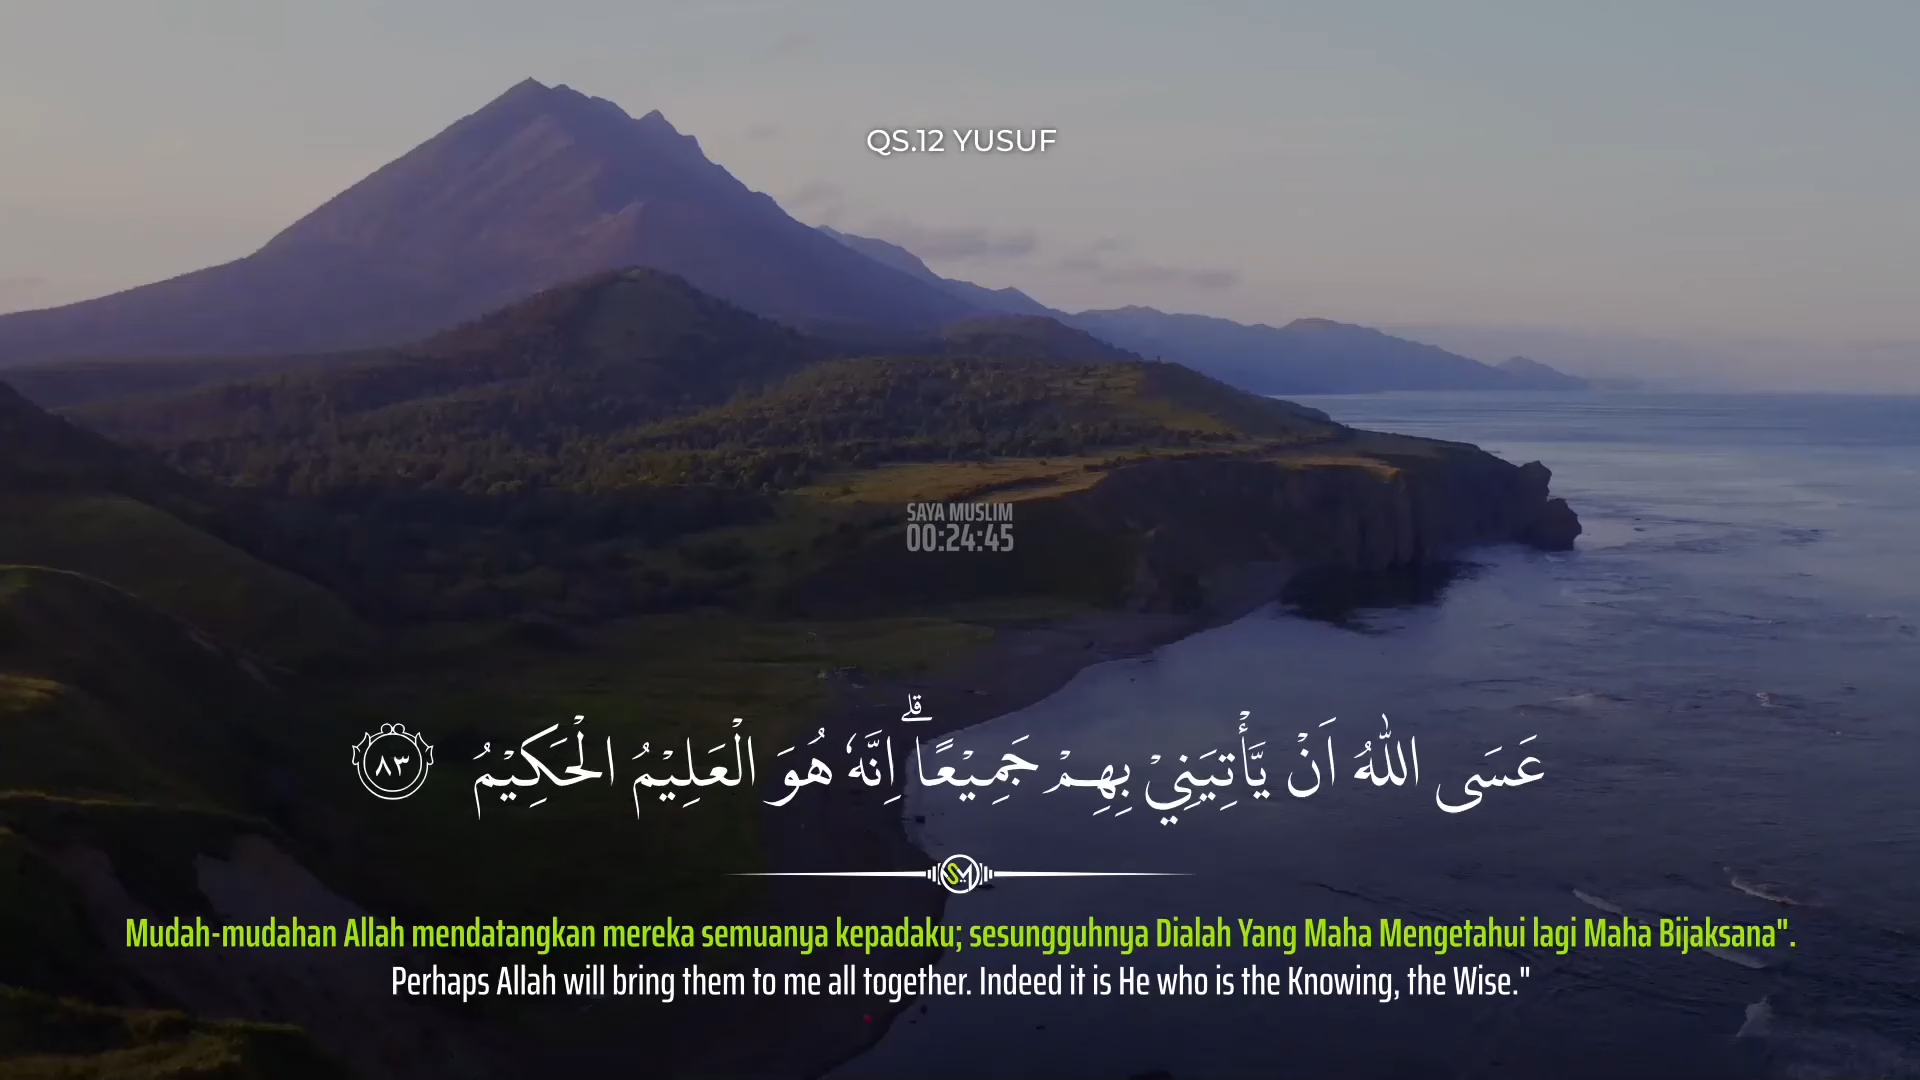 QS.12 YUSUF
SAYA MUSLIM
00:24:45
عَسَى اللّٰهُ اَنْ يَّأْتِيَنِيْ بِهِمْ جَمِيْعًاۗ اِنَّهٗ هُوَ الْعَلِيْمُ الْحَكِيْمُ ٨٣
SM
Mudah-mudahan Allah mendatangkan mereka semuanya kepadaku; sesungguhnya Dialah Yang Maha Mengetahui lagi Maha Bijaksana".
Perhaps Allah will bring them to me all together. Indeed it is He who is the Knowing, the Wise."